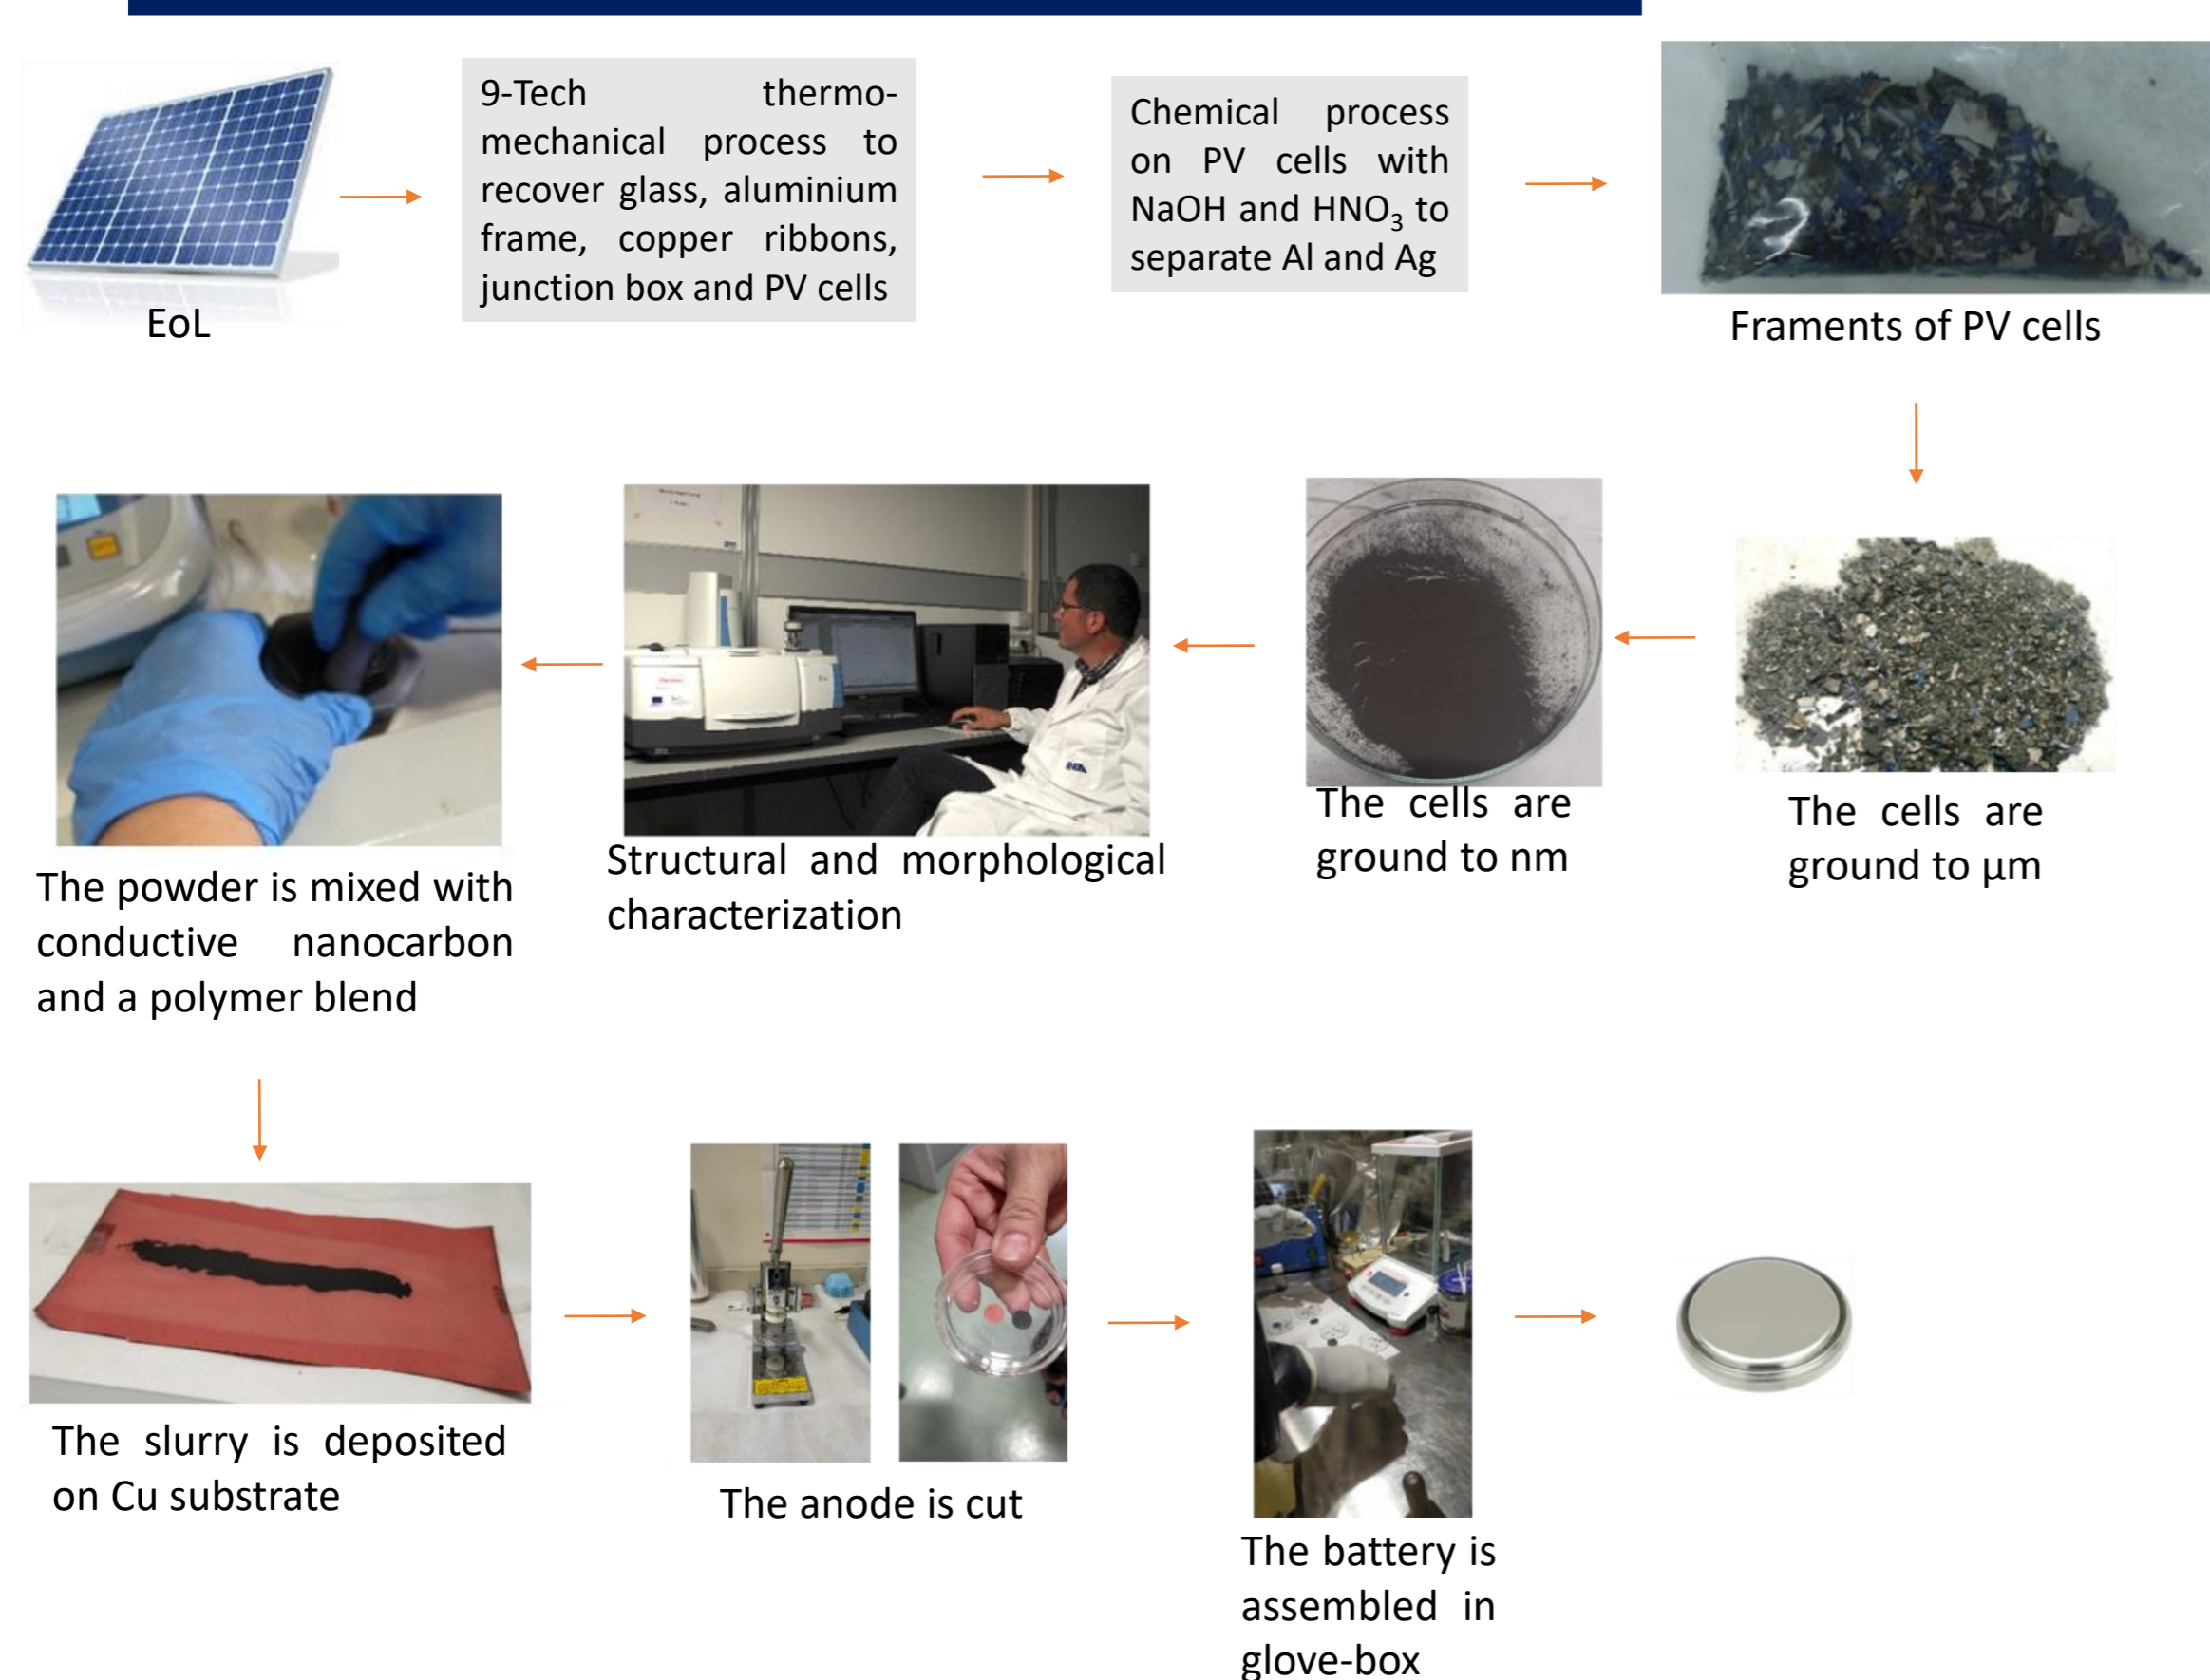 9-Tech thermo-
mechanical process to
recover glass, aluminium
frame, copper ribbons,
junction box and PV cells
Chemical process
on PV cells with
NaOH and HNO₃ to
separate Al and Ag
EoL
Framents of PV cells
The powder is mixed with
conductive nanocarbon
and a polymer blend
Structural and morphological
characterization
The cells are
ground to nm
The cells are
ground to μm
The slurry is deposited
on Cu substrate
The anode is cut
The battery is
assembled in
glove-box